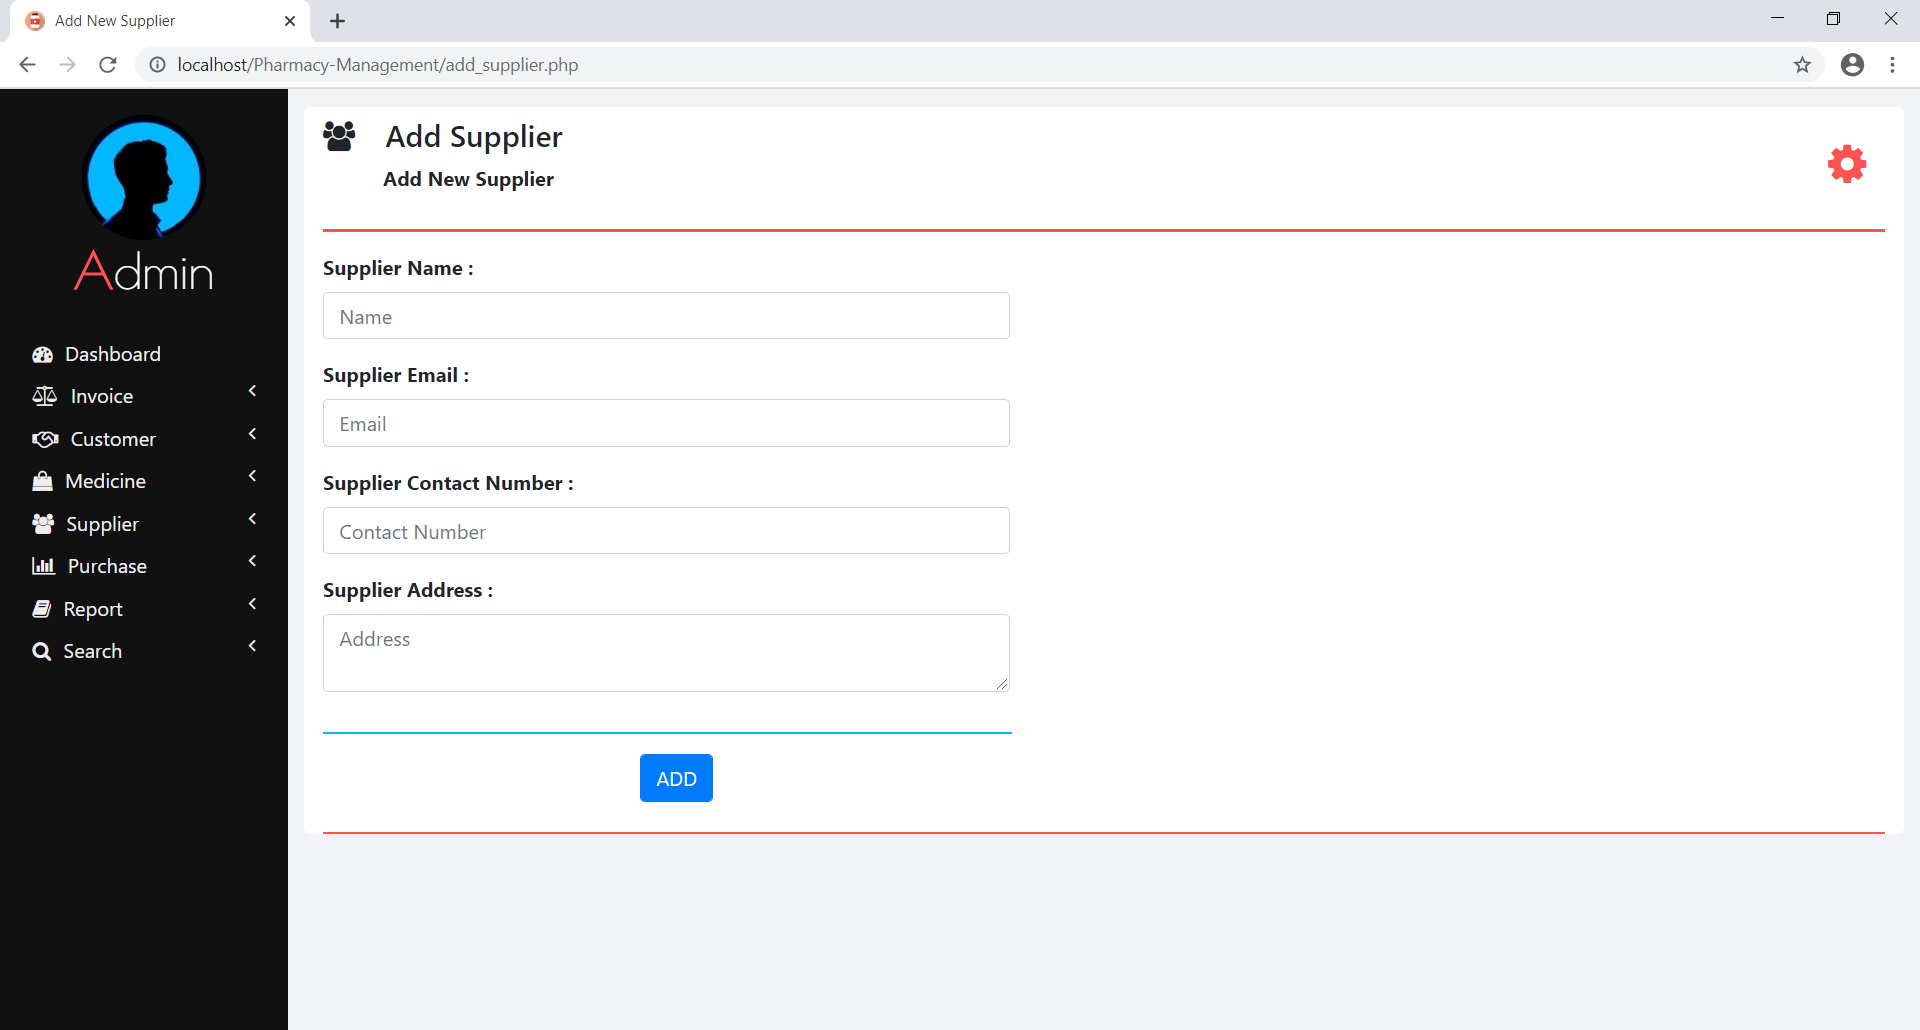 Add New Supplier
localhost/Pharmacy-Management/add_supplier.php
Admin
Dashboard
Invoice
Customer
Medicine
Supplier
Purchase
Report
Search
Add Supplier
Add New Supplier
Supplier Name :
Name
Supplier Email :
Email
Supplier Contact Number :
Contact Number
Supplier Address :
Address
ADD